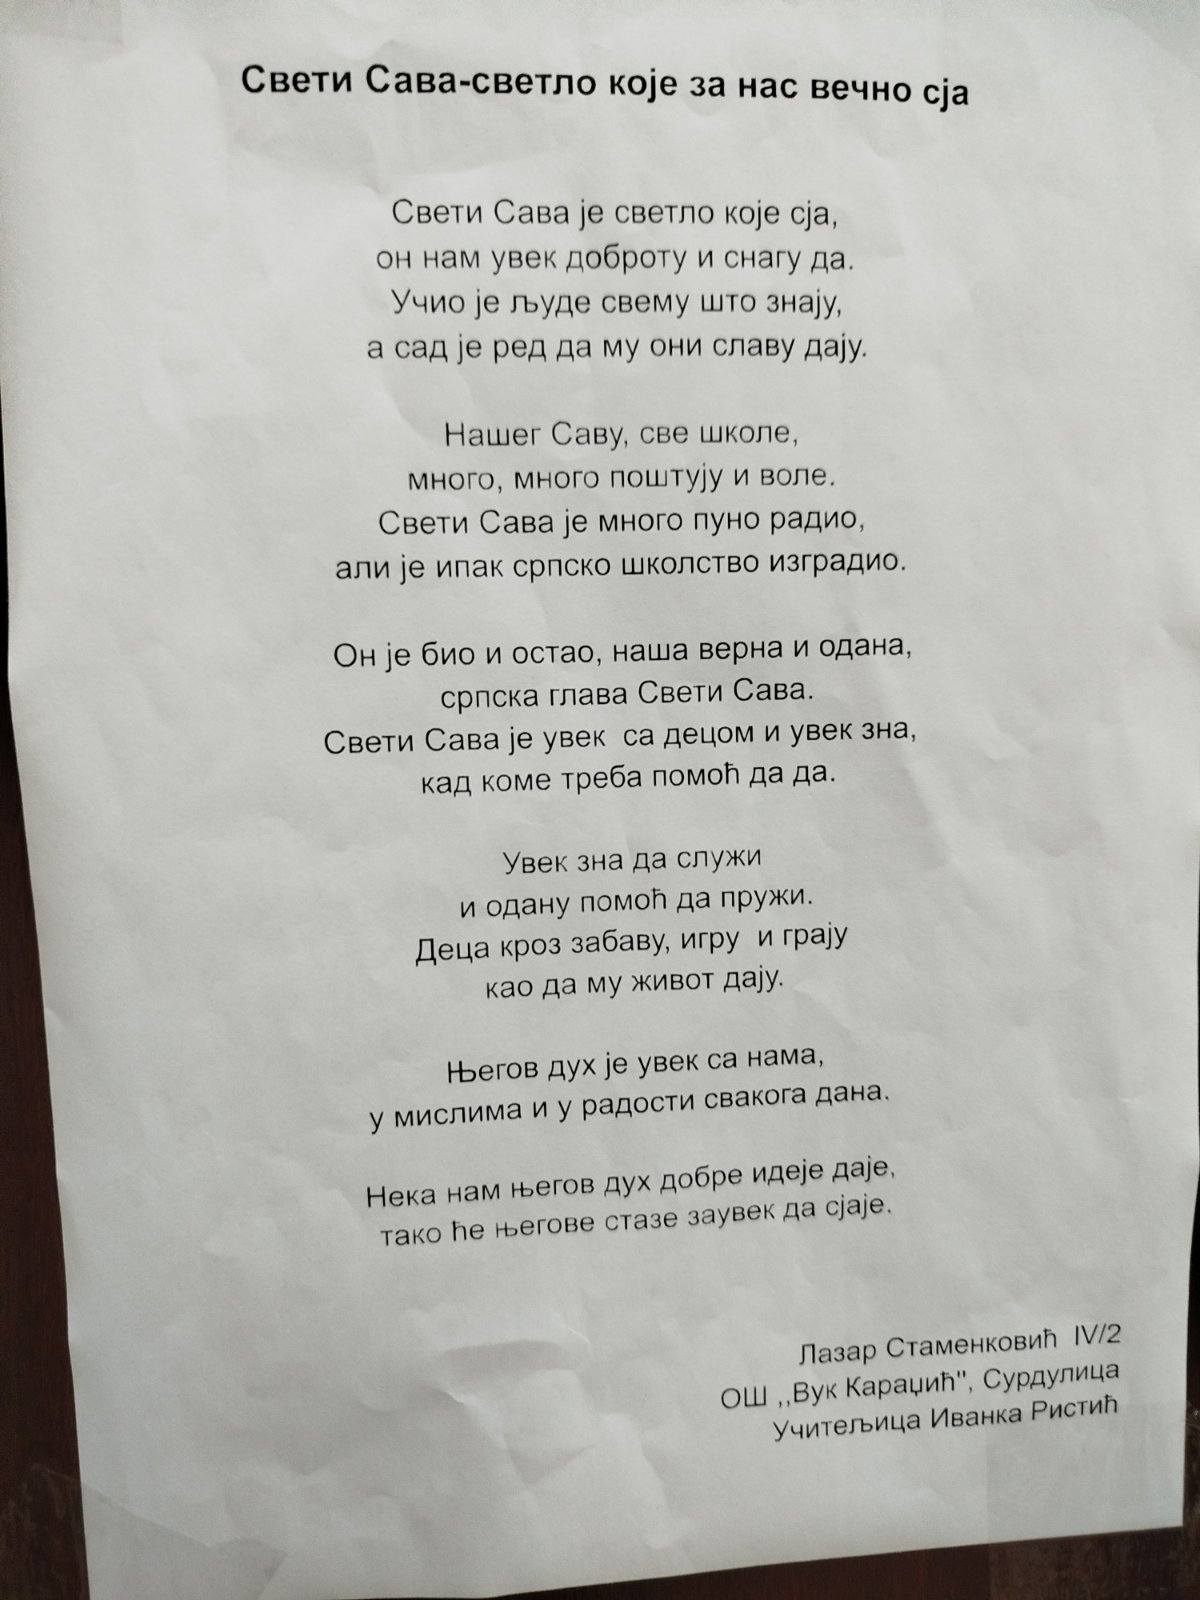 Свети Сава-светло које за нас вечно сја
Свети Сава је светло које сја,
он нам увек доброту и снагу да.
Учио је људе свему што знају,
а сад је ред да му они славу дају.
Нашег Саву, све школе,
много, много поштују и воле.
Свети Сава је много пуно радио,
али је ипак српско школство изградио.
Он је био и остао, наша верна и одана,
српска глава Свети Сава.
Свети Сава је увек  са децом и увек зна,
кад коме треба помоћ да да.
Увек зна да служи
и одану помоћ да пружи.
Деца кроз забаву, игру  и грају
као да му живот дају.
Његов дух је увек са нама,
у мислима и у радости свакога дана.
Нека нам његов дух добре идеје даје,
тако ће његове стазе заувек да сјаје.
Лазар Стаменковић  IV/2
ОШ ,,Вук Караџић", Сурдулица
Учитељица Иванка Ристић